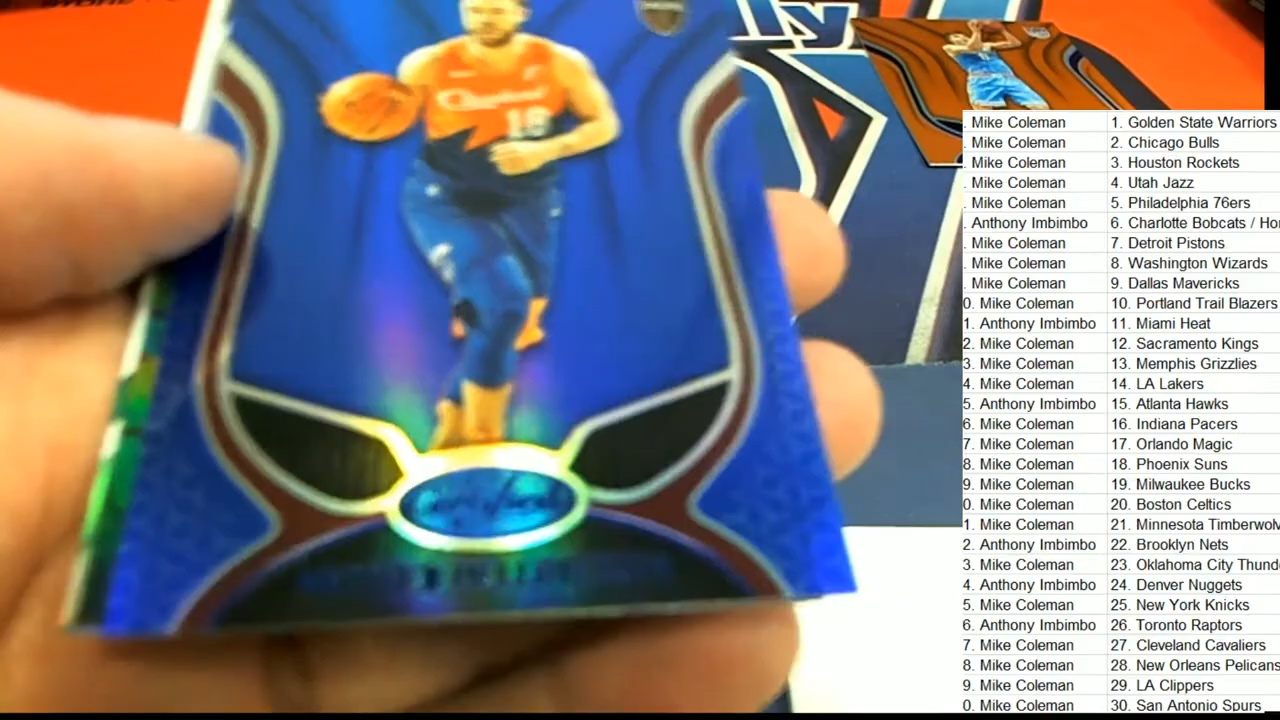 ly
Cleveland
18
. Mike Coleman 1. Golden State Warriors
. Mike Coleman 2. Chicago Bulls
. Mike Coleman 3. Houston Rockets
. Mike Coleman 4. Utah Jazz
. Mike Coleman 5. Philadelphia 76ers
. Anthony Imbimbo 6. Charlotte Bobcats / Ho
. Mike Coleman 7. Detroit Pistons
. Mike Coleman 8. Washington Wizards
. Mike Coleman 9. Dallas Mavericks
0. Mike Coleman 10. Portland Trail Blazers
1. Anthony Imbimbo 11. Miami Heat
2. Mike Coleman 12. Sacramento Kings
3. Mike Coleman 13. Memphis Grizzlies
4. Mike Coleman 14. LA Lakers
5. Anthony Imbimbo 15. Atlanta Hawks
6. Mike Coleman 16. Indiana Pacers
7. Mike Coleman 17. Orlando Magic
8. Mike Coleman 18. Phoenix Suns
9. Mike Coleman 19. Milwaukee Bucks
0. Mike Coleman 20. Boston Celtics
1. Mike Coleman 21. Minnesota Timberwolv
2. Anthony Imbimbo 22. Brooklyn Nets
3. Mike Coleman 23. Oklahoma City Thund
4. Anthony Imbimbo 24. Denver Nuggets
5. Mike Coleman 25. New York Knicks
6. Anthony Imbimbo 26. Toronto Raptors
7. Mike Coleman 27. Cleveland Cavaliers
8. Mike Coleman 28. New Orleans Pelicans
9. Mike Coleman 29. LA Clippers
0. Mike Coleman 30. San Antonio Spurs